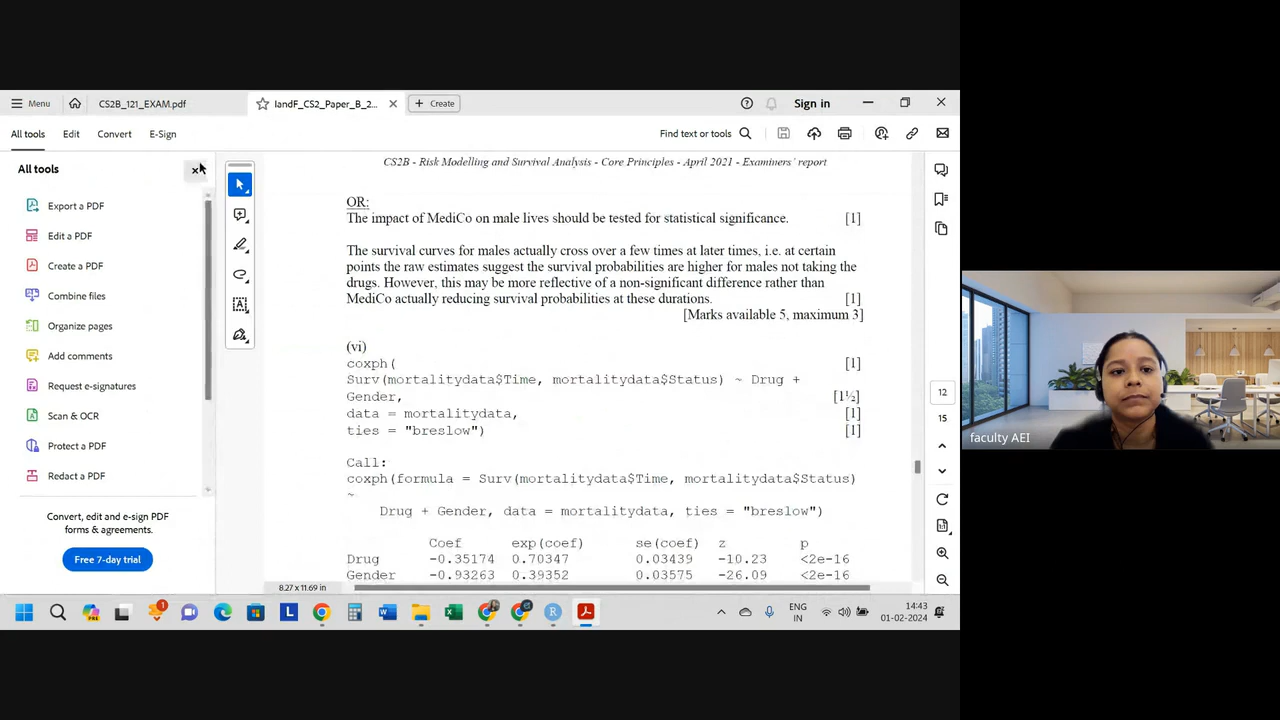 Menu
CS2B_121_EXAM.pdf
IandF_CS2_Paper_B_2...
Create
Sign in
All tools
Edit
Convert
E-Sign
Find text or tools
All tools
Export a PDF
Edit a PDF
Create a PDF
Combine files
Organize pages
Add comments
Request e-signatures
Scan & OCR
Protect a PDF
Redact a PDF
Convert, edit and e-sign PDF
forms & agreements.
Free 7-day trial
CS2B - Risk Modelling and Survival Analysis - Core Principles - April 2021 - Examiners' report
OR:
The impact of MediCo on male lives should be tested for statistical significance. [1]
The survival curves for males actually cross over a few times at later times, i.e. at certain
points the raw estimates suggest the survival probabilities are higher for males not taking the
drugs. However, this may be more reflective of a non-significant difference rather than
MediCo actually reducing survival probabilities at these durations. [1]
[Marks available 5, maximum 3]
(vi)
coxph( [1]
Surv(mortalitydata$Time, mortalitydata$Status) ~ Drug +
Gender, [1½]
data = mortalitydata, [1]
ties = "breslow") [1]
Call:
coxph(formula = Surv(mortalitydata$Time, mortalitydata$Status)
~
Drug + Gender, data = mortalitydata, ties = "breslow")
Coef exp(coef) se(coef) z p
Drug -0.35174 0.70347 0.03439 -10.23 <2e-16
Gender -0.93263 0.39352 0.03575 -26.09 <2e-16
8.27 x 11.69 in
12
15
faculty AEI
ENG
IN
14:43
01-02-2024